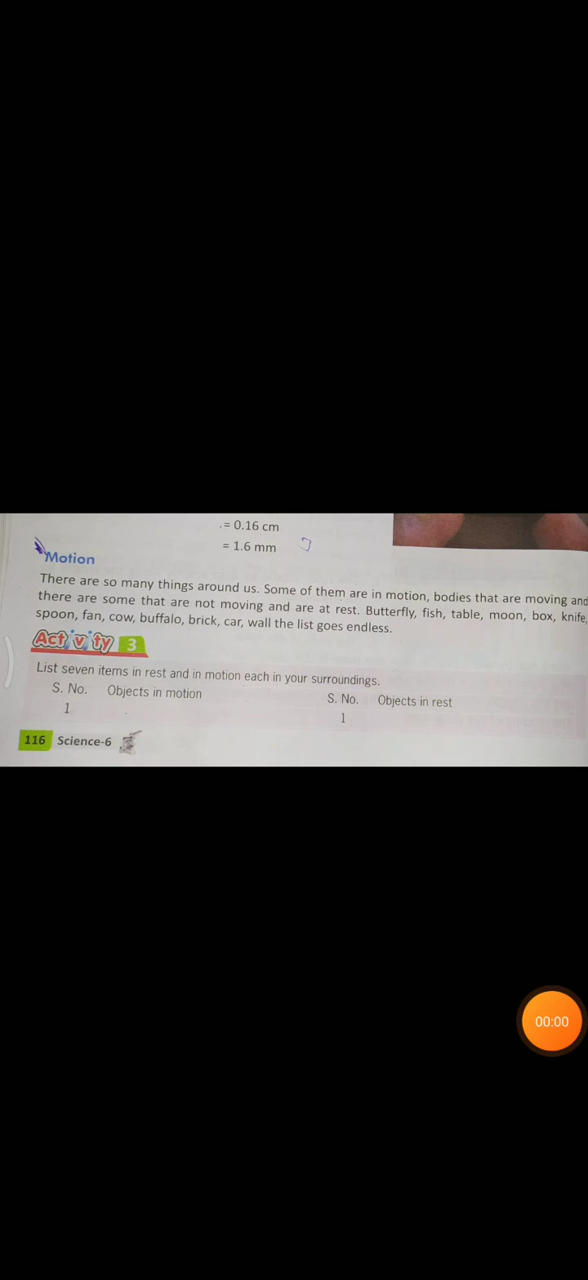 .= 0.16 cm
= 1.6 mm
Motion
There are so many things around us. Some of them are in motion, bodies that are moving and
there are some that are not moving and are at rest. Butterfly, fish, table, moon, box, knife,
spoon, fan, cow, buffalo, brick, car, wall the list goes endless.
Activity 3
List seven items in rest and in motion each in your surroundings.
S. No. Objects in motion S. No. Objects in rest
1 1
116 Science-6
00:00